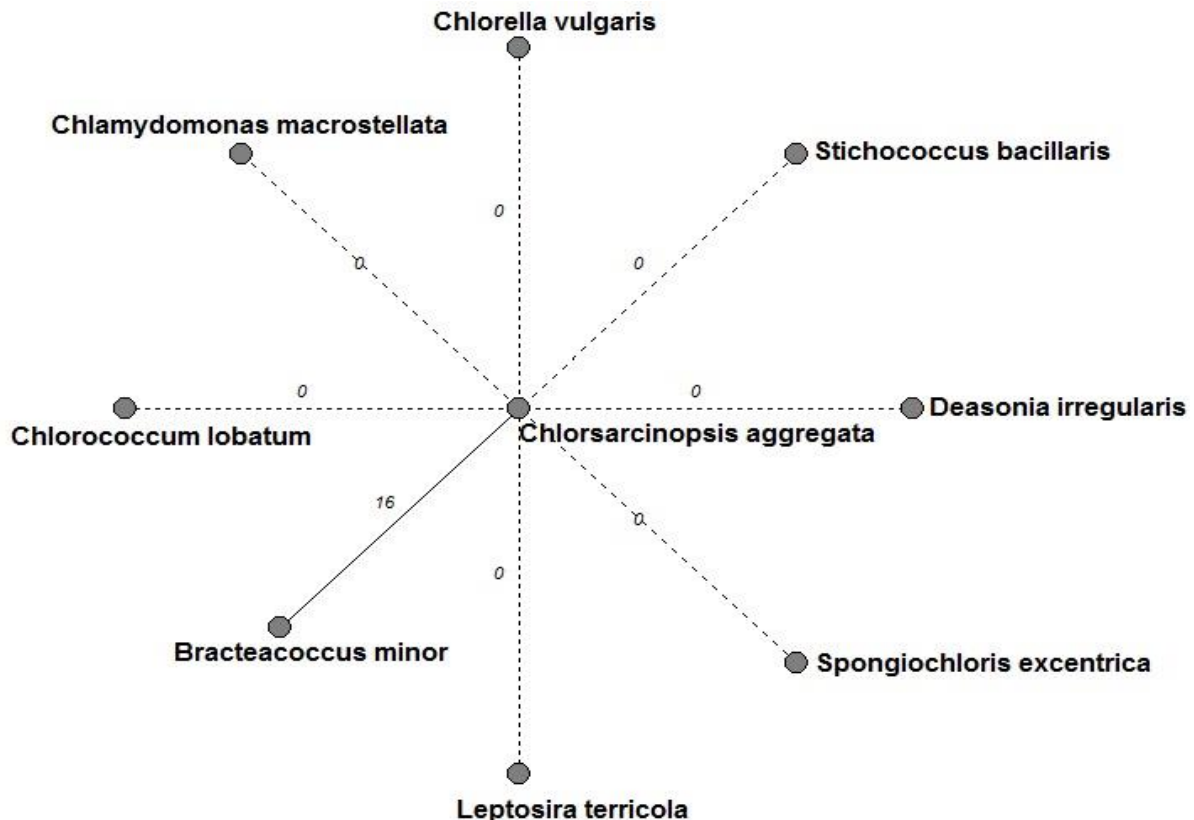 Chlorella vulgaris
Chlamydomonas macrostellata
Stichococcus bacillaris
0
0
0
0
0
Chlorococcum lobatum
Chlorsarcinopsis aggregata
Deasonia irregularis
16
0
0
Bracteacoccus minor
Spongiochloris excentrica
Leptosira terricola